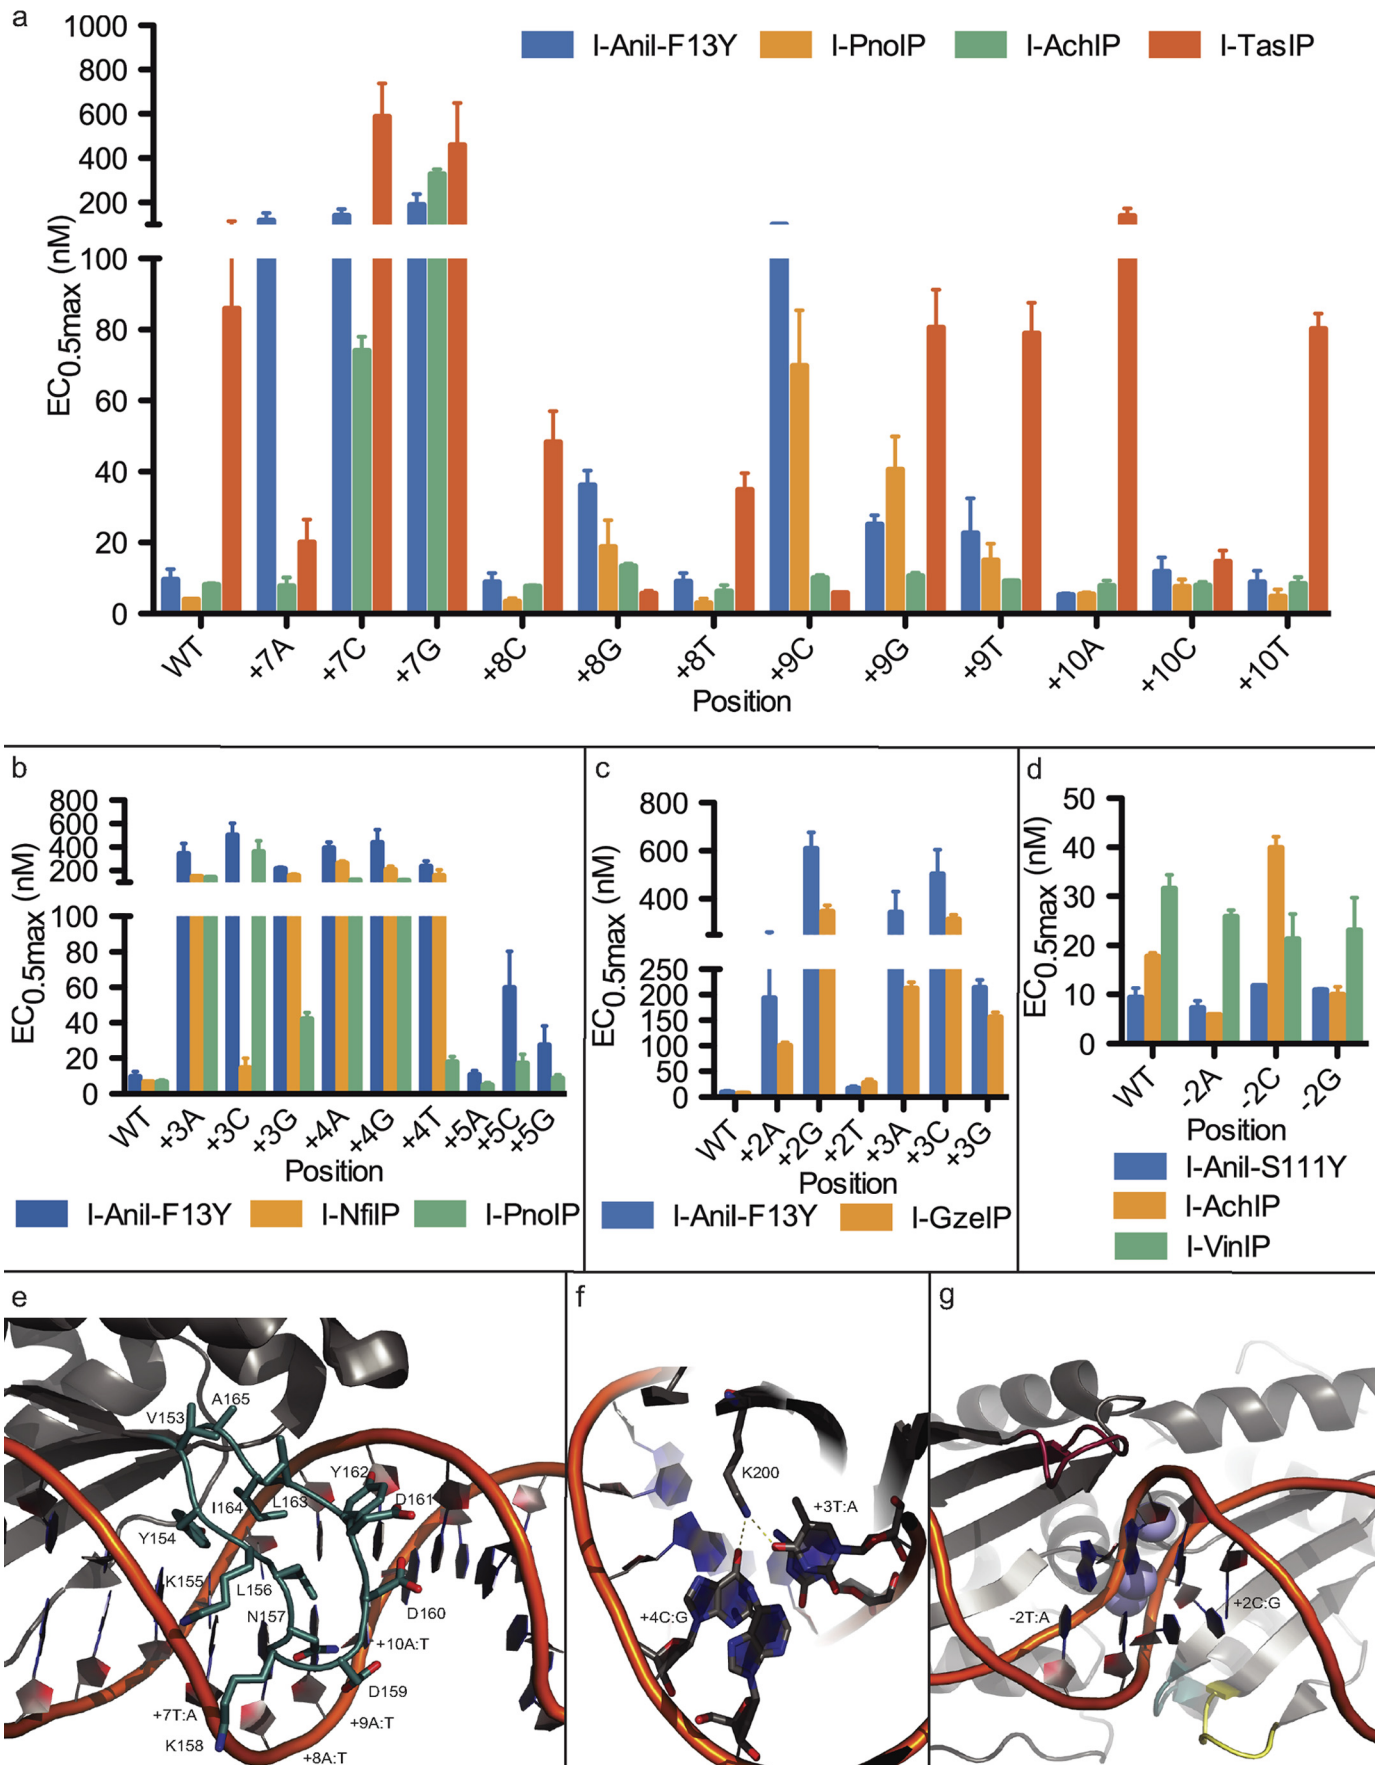 a
1000
800
600
400
200
100
80
60
40
20
0
EC0.5max (nM)
I-AniI-F13Y I-PnoIP I-AchIP I-TasIP
WT +7A +7C +7G +8C +8G +8T +9C +9G +9T +10A +10C +10T
Position
b
800
600
400
200
100
80
60
40
20
0
EC0.5max (nM)
WT +3A +3C +3G +4A +4G +4T +5A +5C +5G
Position
I-AniI-F13Y I-NfiIP I-PnoIP
c
800
600
400
250
200
150
100
50
0
EC0.5max (nM)
WT +2A +2G +2T +3A +3C +3G
Position
I-AniI-F13Y I-GzeIP
d
50
40
30
20
10
0
EC0.5max (nM)
WT -2A -2C -2G
Position
I-AniI-S111Y
I-AchIP
I-VinIP
e
A165
V153
Y162
I164 L163 D161
Y154
K155
L156
N157 D160
+10A:T
D159
+7T:A
+9A:T
K158
+8A:T
f
K200
+3T:A
+4C:G
g
-2T:A
+2C:G